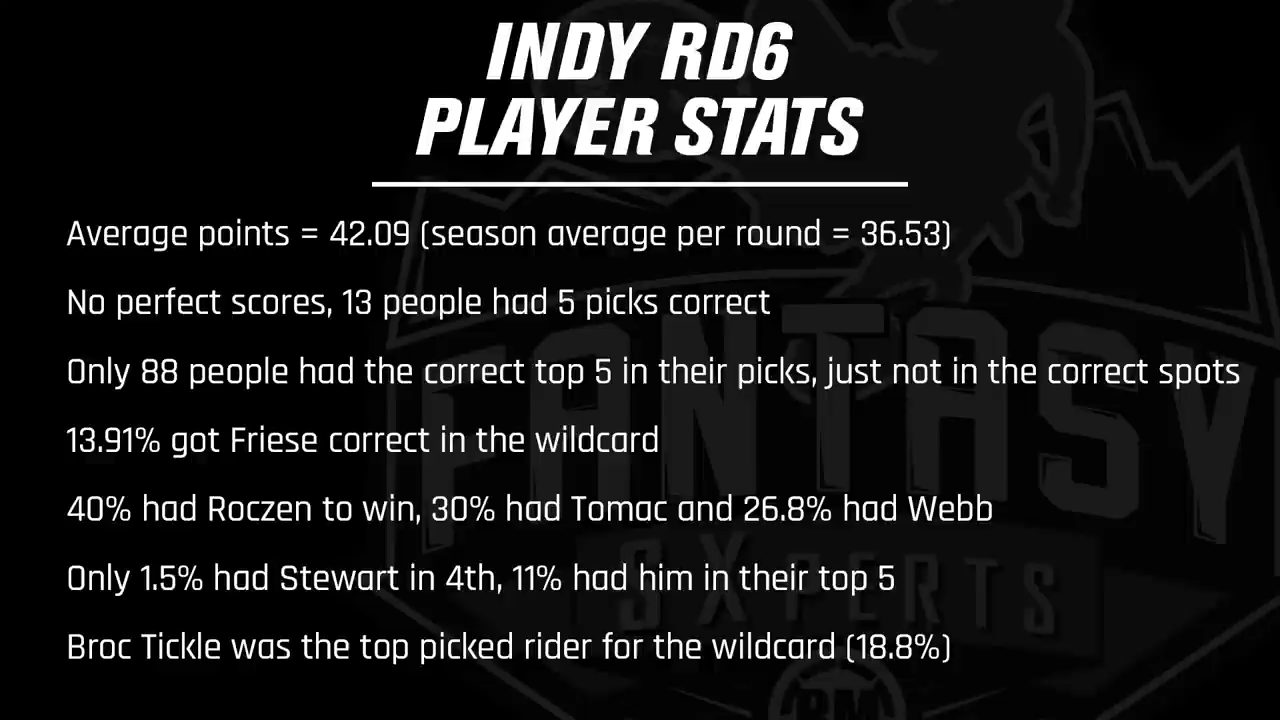 INDY RD6
PLAYER STATS
Average points = 42.09 (season average per round = 36.53)
No perfect scores, 13 people had 5 picks correct
Only 88 people had the correct top 5 in their picks, just not in the correct spots
13.91% got Friese correct in the wildcard
40% had Roczen to win, 30% had Tomac and 26.8% had Webb
Only 1.5% had Stewart in 4th, 11% had him in their top 5
Broc Tickle was the top picked rider for the wildcard (18.8%)
FANTASY
SXPERTS
RM